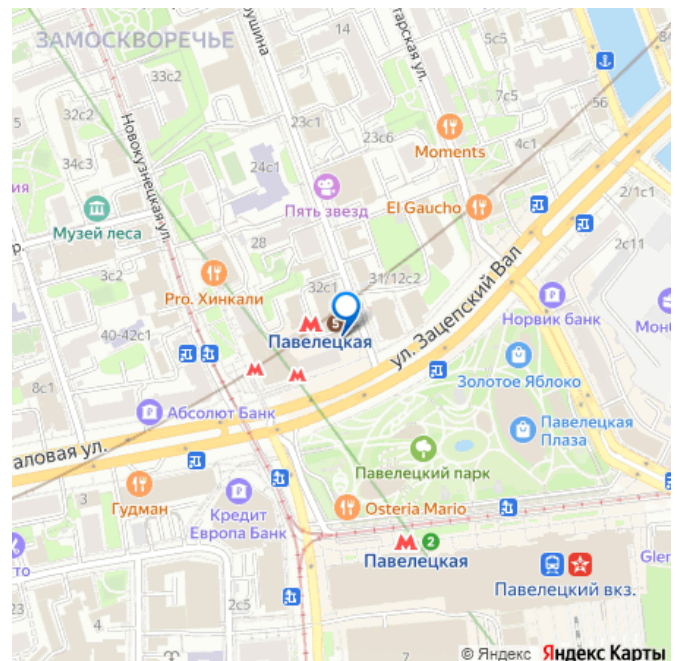 ЗАМОСКВОРЕЧЬЕ
5с5
33с2
7с5
56
32с2
23с1
23с6
4с1
Moments
34с3
24с1
Новокузнецкая ул.
Пять звезд
El Gaucho
2/1с1
Музей леса
28
2с11
3с2
Pro. Хинкали
32с1
31/12с2
ул. Зацепский Вал
Норвик банк
5
Павелецкая
40-42с1
Золотое Яблоко
8с1
Абсолют Банк
Павелецкая
Плаза
аловая ул.
Павелецкий парк
3
Гудман
Кредит
Европа Банк
Osteria Mario
2
Павелецкая
Павелецкий вкз.
2с5
© Яндекс Яндекс Карты